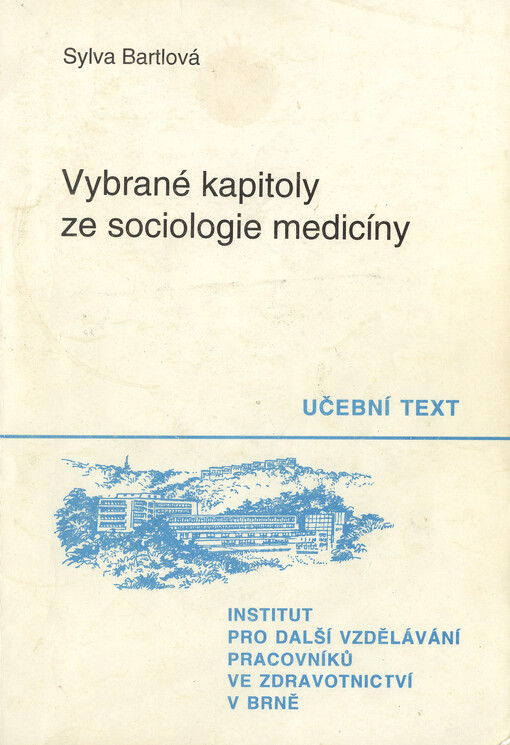 Sylva Bartlová
Vybrané kapitoly
ze sociologie medicíny
UČEBNÍ TEXT
INSTITUT
PRO DALŠÍ VZDĚLÁVÁNÍ
PRACOVNÍKŮ
VE ZDRAVOTNICTVÍ
V BRNĚ